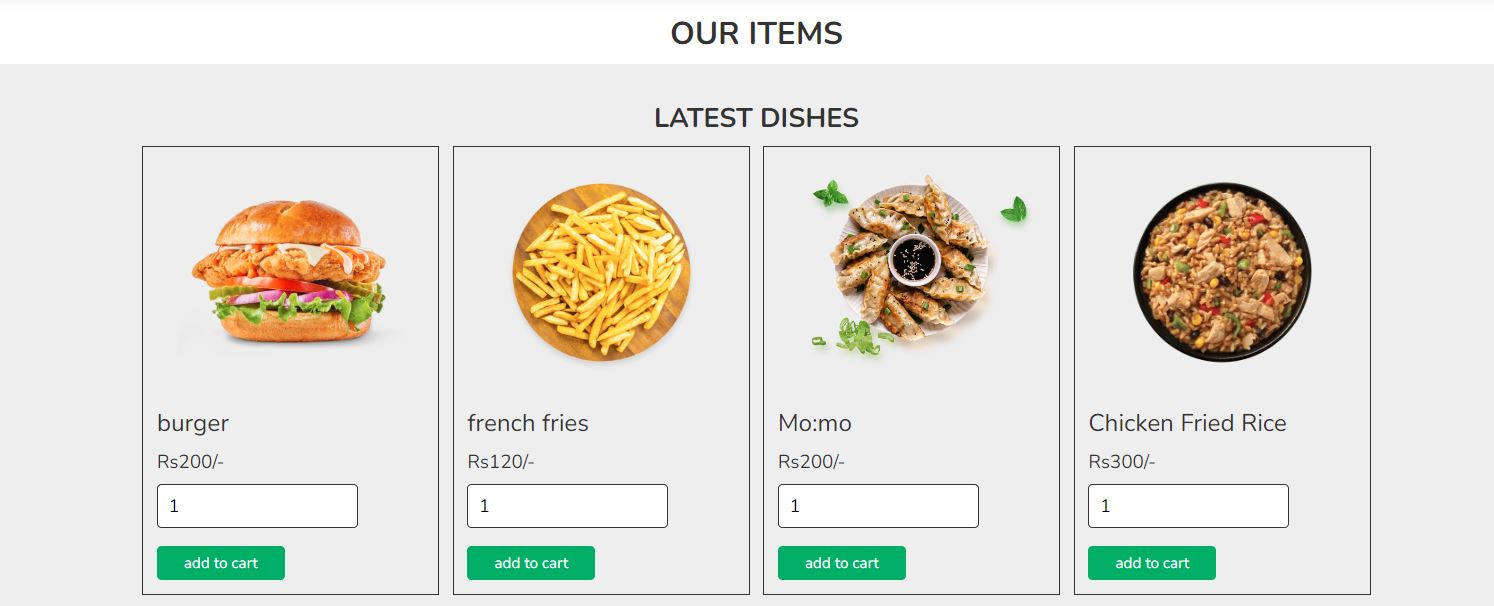 OUR ITEMS
LATEST DISHES
burger
Rs200/-
1
add to cart
french fries
Rs120/-
1
add to cart
Mo:mo
Rs200/-
1
add to cart
Chicken Fried Rice
Rs300/-
1
add to cart